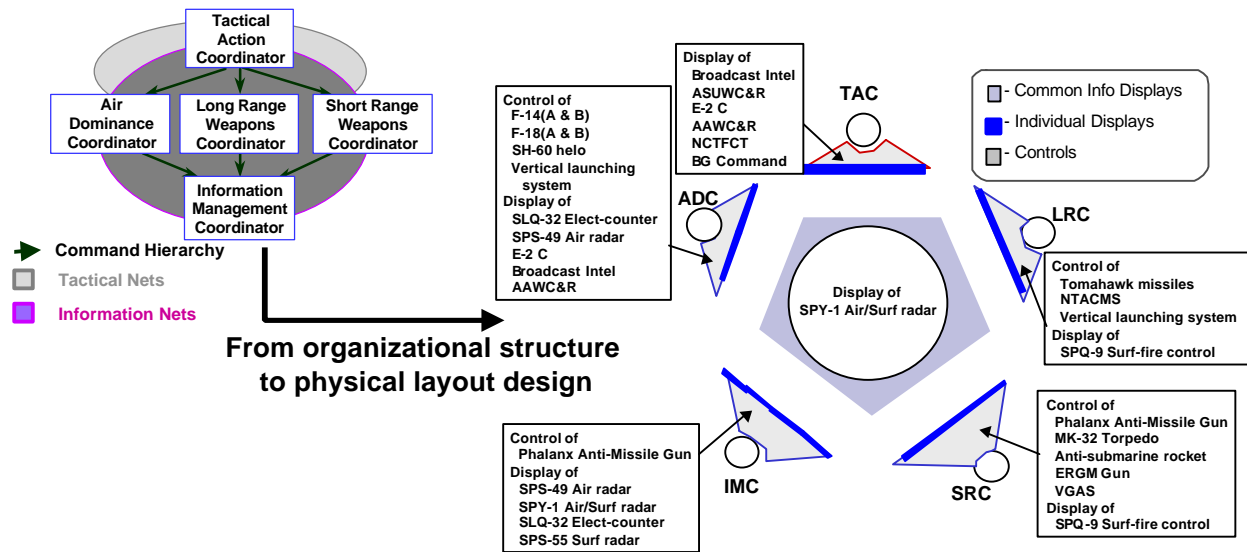 Tactical
Action
Coordinator
Air
Dominance
Coordinator
Long Range
Weapons
Coordinator
Short Range
Weapons
Coordinator
Information
Management
Coordinator
Command Hierarchy
Tactical Nets
Information Nets
From organizational structure
to physical layout design
Control of
F-14(A & B)
F-18(A & B)
SH-60 helo
Vertical launching
system
Display of
SLQ-32 Elect-counter
SPS-49 Air radar
E-2 C
Broadcast Intel
AAWC&R
ADC
Display of
Broadcast Intel
ASUWC&R
E-2 C
AAWC&R
NCTFCT
BG Command
TAC
- Common Info Displays
- Individual Displays
- Controls
LRC
Control of
Tomahawk missiles
NTACMS
Vertical launching system
Display of
SPQ-9 Surf-fire control
Display of
SPY-1 Air/Surf radar
Control of
Phalanx Anti-Missile Gun
Display of
SPS-49 Air radar
SPY-1 Air/Surf radar
SLQ-32 Elect-counter
SPS-55 Surf radar
IMC
SRC
Control of
Phalanx Anti-Missile Gun
MK-32 Torpedo
Anti-submarine rocket
ERGM Gun
VGAS
Display of
SPQ-9 Surf-fire control